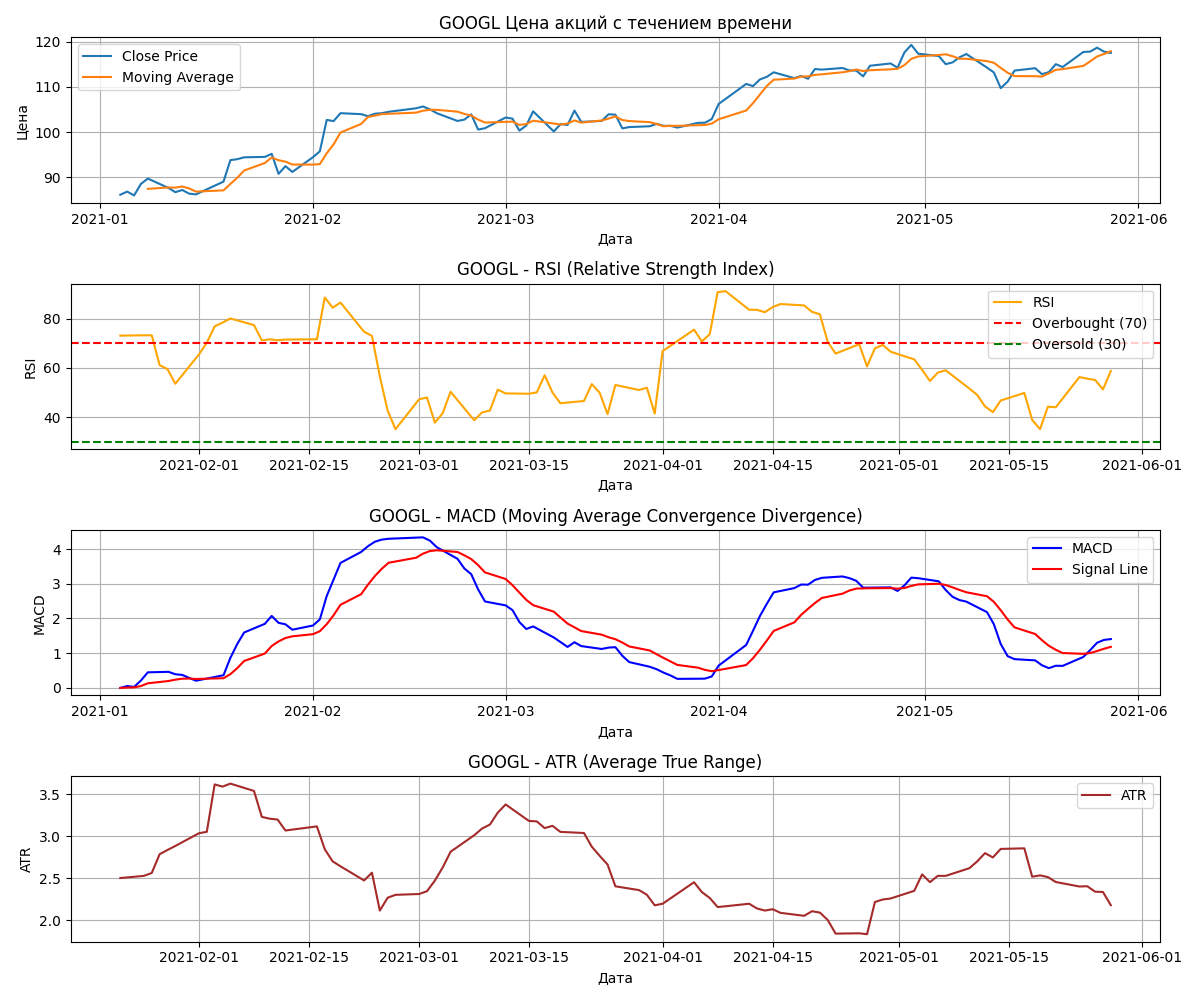 GOOGL Цена акций с течением времени
Close Price
Moving Average
Цена
120
110
100
90
2021-01 2021-02 2021-03 2021-04 2021-05 2021-06
Дата
GOOGL - RSI (Relative Strength Index)
RSI
Overbought (70)
Oversold (30)
RSI
80
60
40
2021-02-01 2021-02-15 2021-03-01 2021-03-15 2021-04-01 2021-04-15 2021-05-01 2021-05-15 2021-06-01
Дата
GOOGL - MACD (Moving Average Convergence Divergence)
MACD
Signal Line
MACD
4
3
2
1
0
2021-01 2021-02 2021-03 2021-04 2021-05 2021-06
Дата
GOOGL - ATR (Average True Range)
ATR
ATR
3.5
3.0
2.5
2.0
2021-02-01 2021-02-15 2021-03-01 2021-03-15 2021-04-01 2021-04-15 2021-05-01 2021-05-15 2021-06-01
Дата